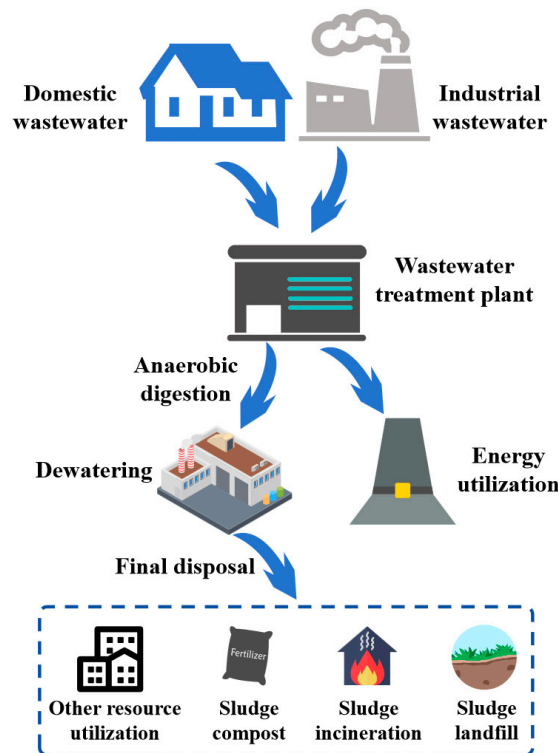 Domestic
wastewater
Industrial
wastewater
Wastewater
treatment plant
Anaerobic
digestion
Dewatering
Energy
utilization
Final disposal
Fertilizer
Other resource
utilization
Sludge
compost
Sludge
incineration
Sludge
landfill